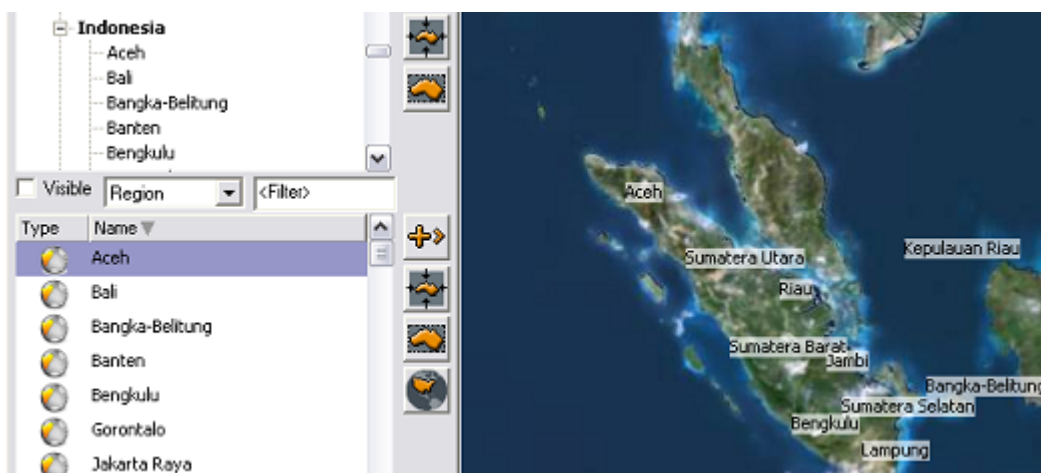 Indonesia
Aceh
Bali
Bangka-Belitung
Banten
Bengkulu
Visible Region <Filter>
Type Name
Aceh
Bali
Bangka-Belitung
Banten
Bengkulu
Gorontalo
Jakarta Raya
Aceh
Kepulauan Riau
Sumatera Utara
Riau
Sumatera Barat
Jambi
Bangka-Belitung
Sumatera Selatan
Bengkulu
Lampung